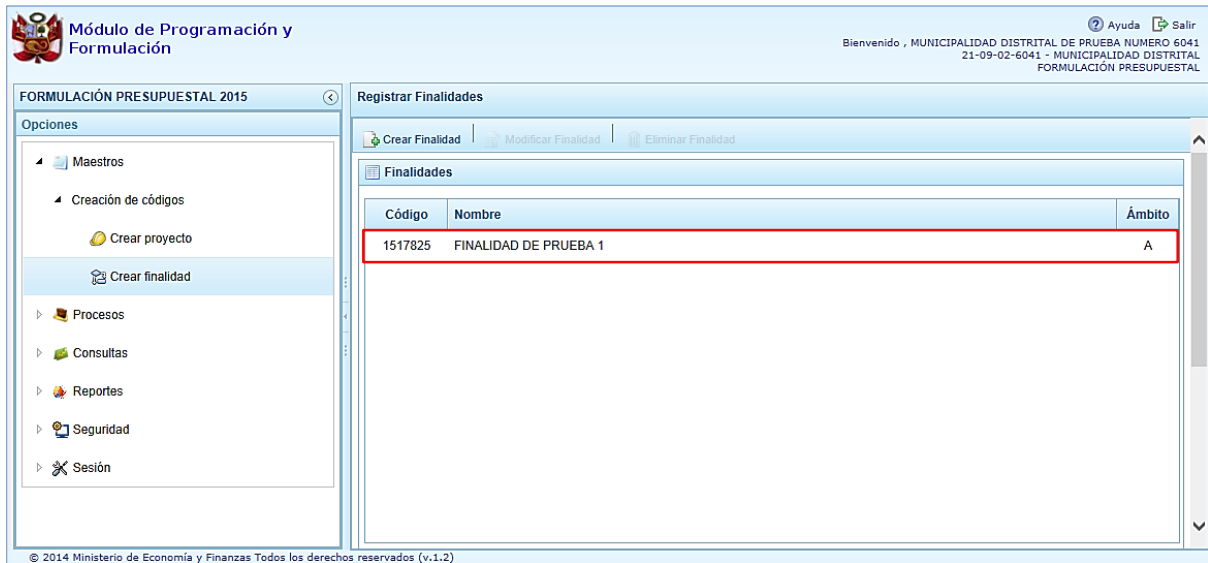 Módulo de Programación y
Formulación
Ayuda Salir
Bienvenido , MUNICIPALIDAD DISTRITAL DE PRUEBA NUMERO 6041
21-09-02-6041 - MUNICIPALIDAD DISTRITAL
FORMULACIÓN PRESUPUESTAL
FORMULACIÓN PRESUPUESTAL 2015
Opciones
Maestros
Creación de códigos
Crear proyecto
Crear finalidad
Procesos
Consultas
Reportes
Seguridad
Sesión
Registrar Finalidades
Crear Finalidad Modificar Finalidad Eliminar Finalidad
Finalidades
Código Nombre Ámbito
1517825 FINALIDAD DE PRUEBA 1 A
© 2014 Ministerio de Economía y Finanzas Todos los derechos reservados (v.1.2)